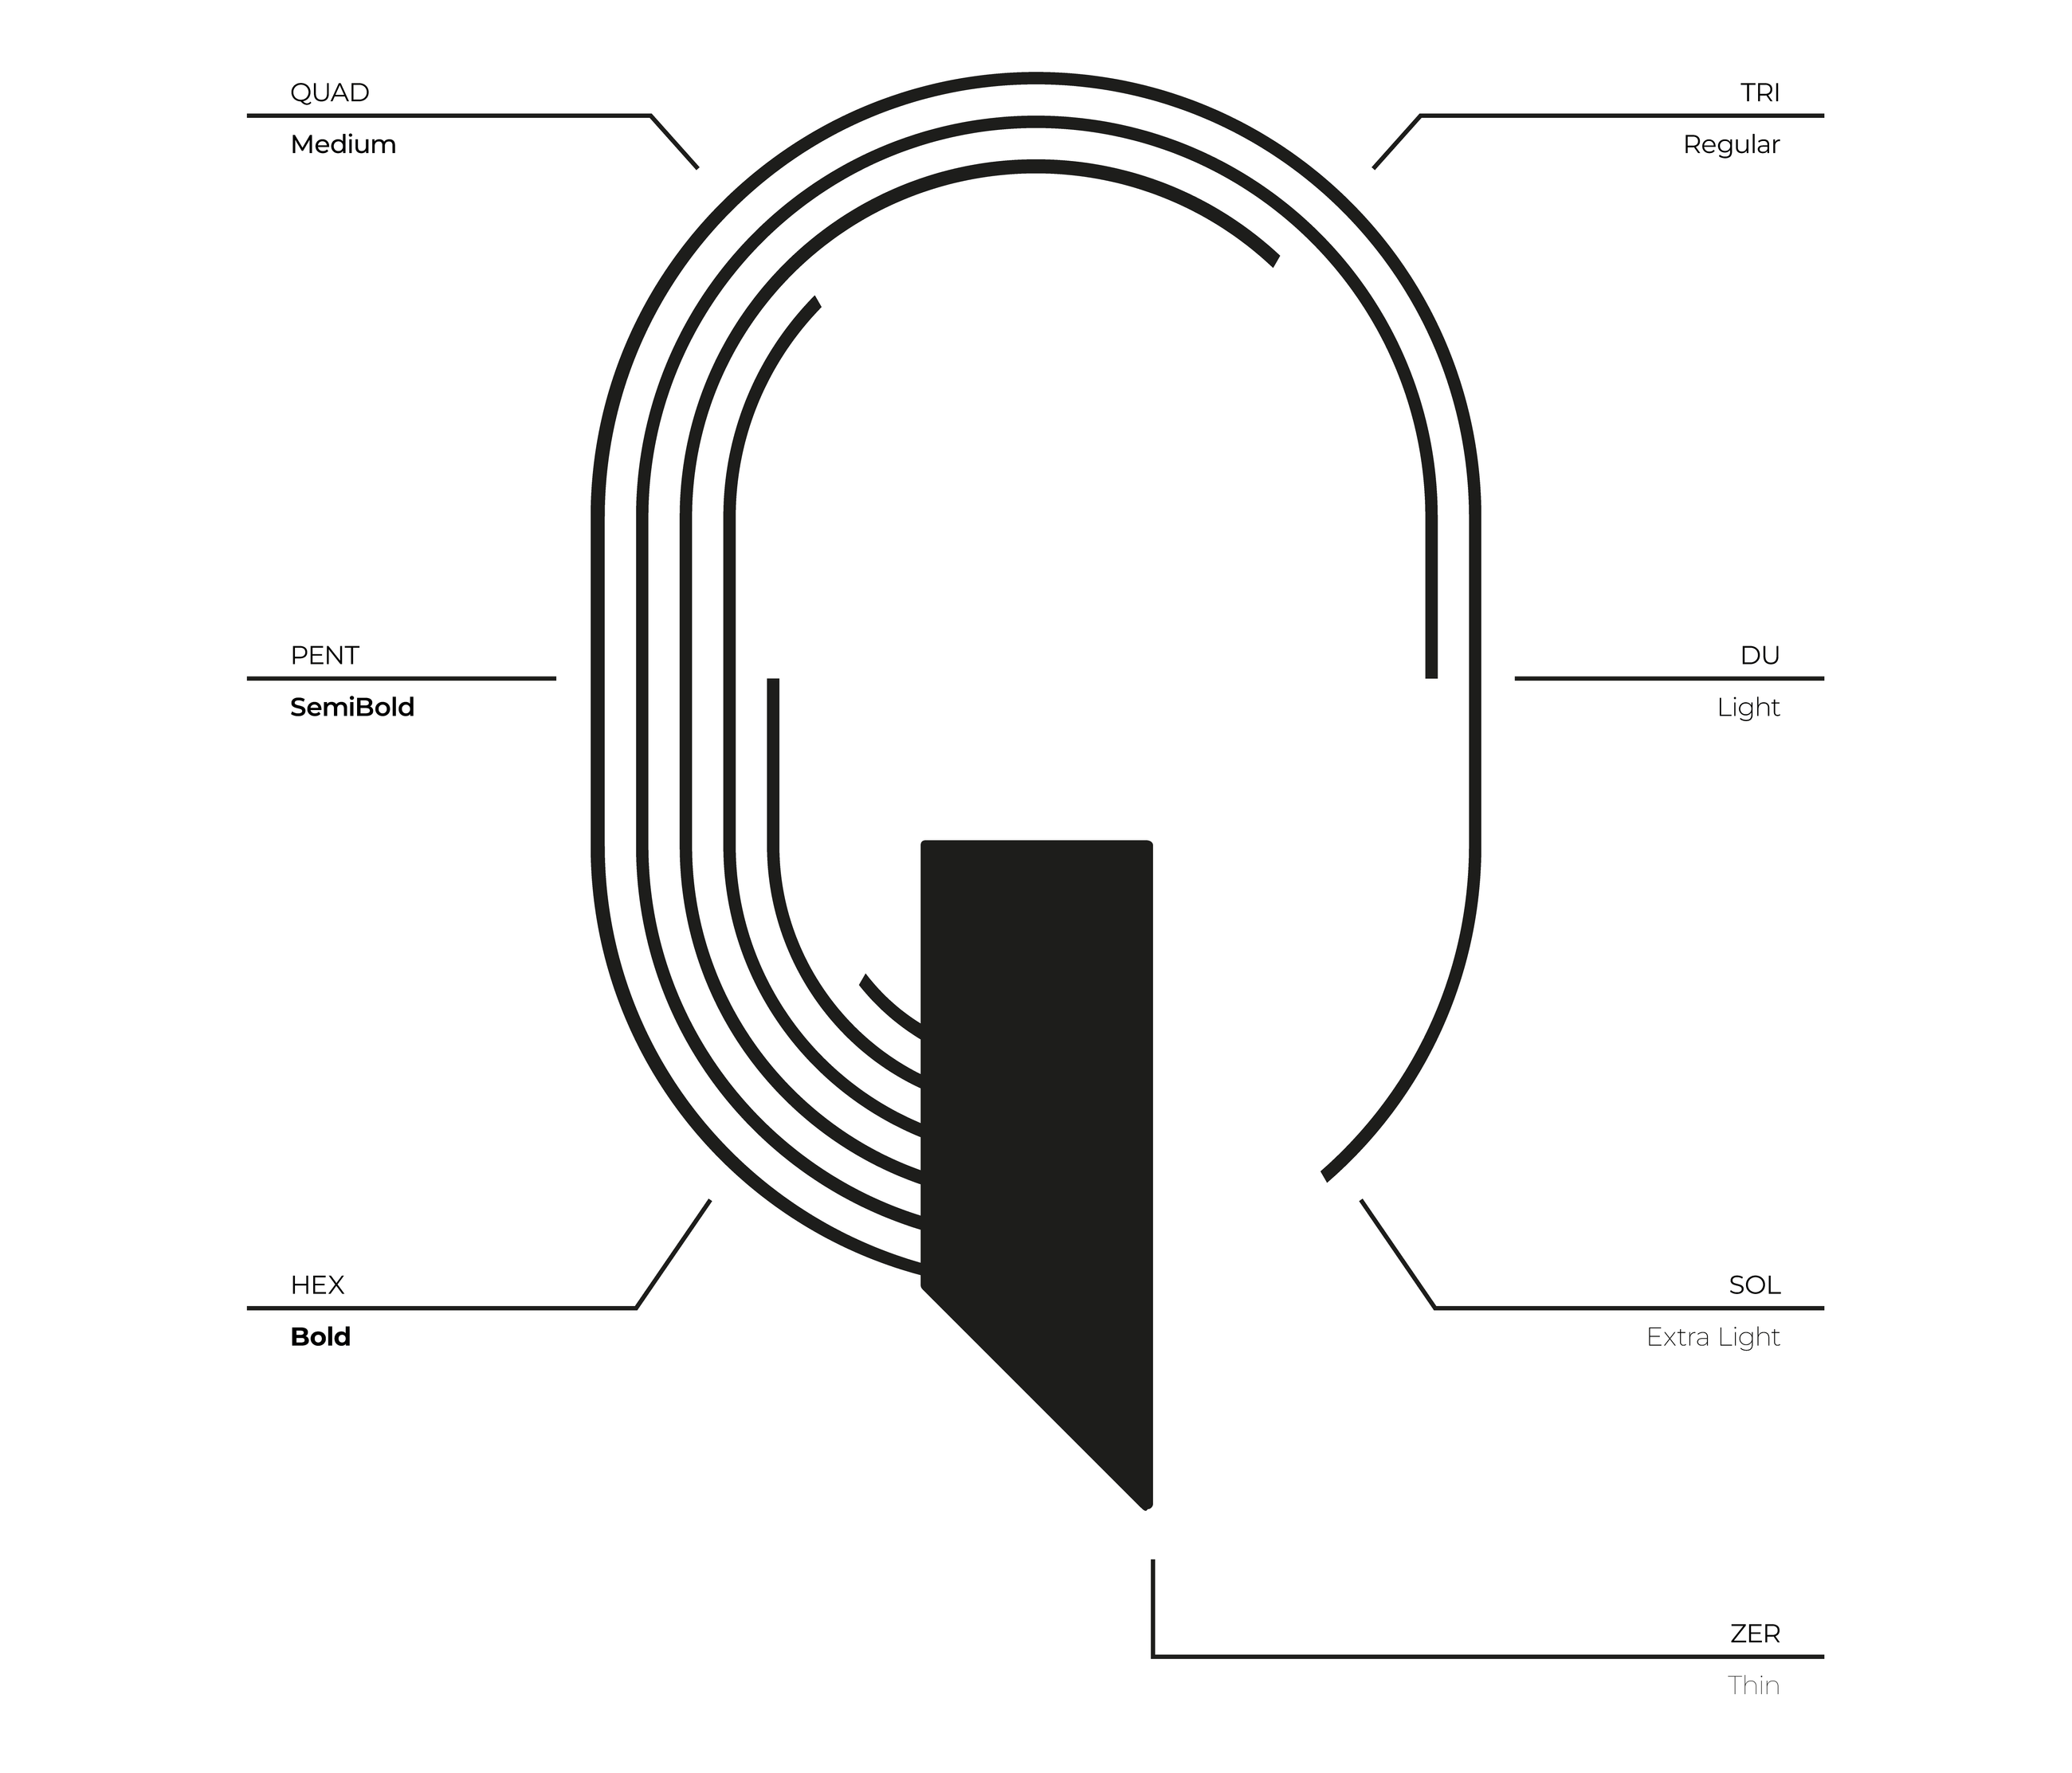 QUAD
Medium
TRI
Regular
PENT
SemiBold
DU
Light
HEX
Bold
SOL
Extra Light
ZER
Thin